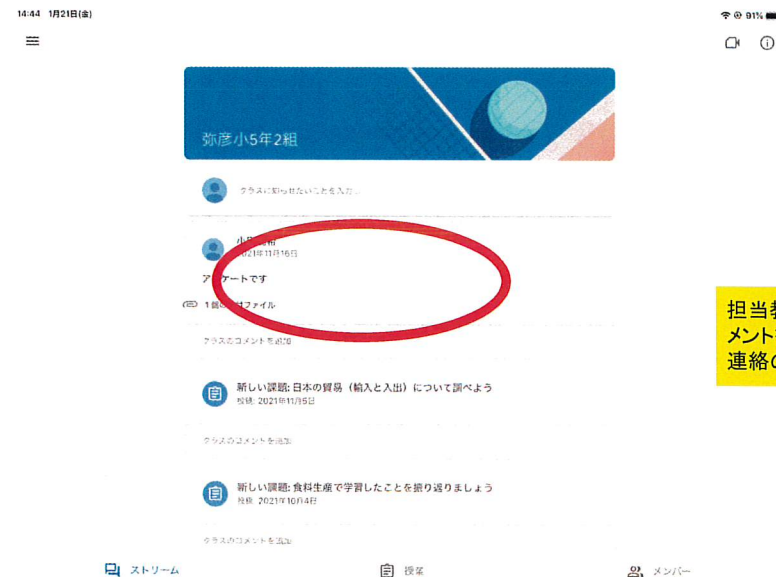 14:44 1月21日(金)
91%
弥彦小5年2組
クラスに知らせたいことを入力...
2021年11月16日
ア ケートです
1個の ファイル
クラスのコメントを追加
新しい課題: 日本の貿易（輸入と入出）について調べよう
投稿: 2021年11月5日
クラスのコメントを追加
新しい課題: 食料生産で学習したことを振り返りましょう
投稿: 2021年10月4日
クラスのコメントを追加
担当
メント
連絡の
ストリーム
授業
メンバー